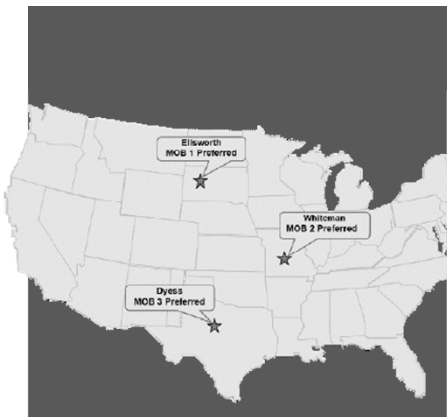 Ellsworth
MOB 1 Preferred
Whiteman
MOB 2 Preferred
Dyess
MOB 3 Preferred